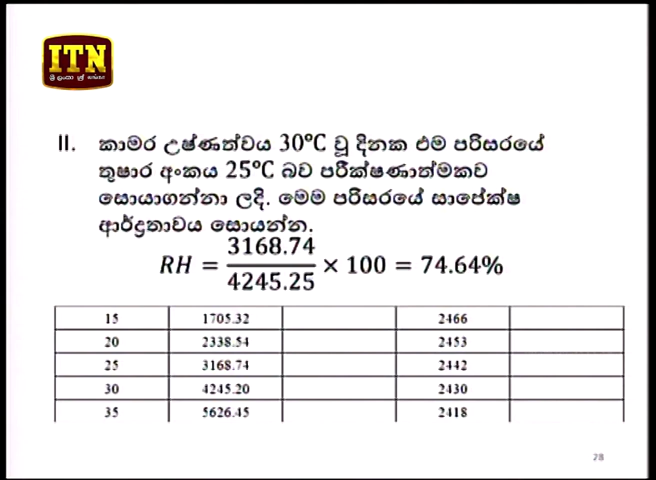 ITN
ශ්‍රී ලංකා ශ්‍රී සභා
II. කාමර උෂ්ණත්වය 30°C වූ දිනක එම පරිසරයේ
තුෂාර අංකය 25°C බව පරීක්ෂණාත්මකව
සොයාගන්නා ලදි. මෙම පරිසරයේ සාපේක්ෂ
ආර්ද්‍රතාවය සොයන්න.
RH = 3168.74 / 4245.25 × 100 = 74.64%
15 1705.32 2466
20 2338.54 2453
25 3168.74 2442
30 4245.20 2430
35 5626.45 2418
28